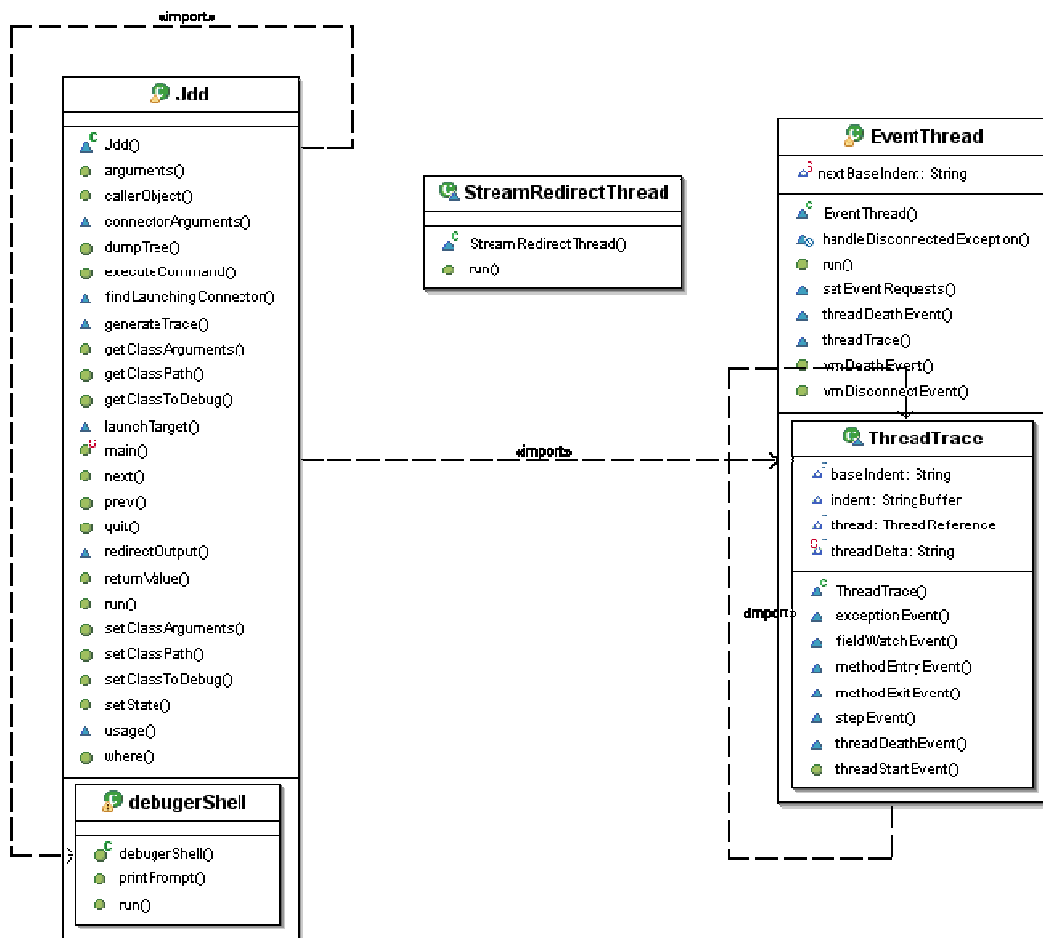 «import»
Jdd
Jdd()
arguments()
callerObject()
connectorArguments()
dumpTree()
executeCommand()
findLaunchingConnector()
generateTrace()
getClassArguments()
getClassPath()
getClassToDebug()
launchTarget()
main()
next()
prev()
quit()
redirectOutput()
returnValue()
run()
setClassArguments()
setClassPath()
setClassToDebug()
setState()
usage()
where()
debugerShell
debugerShell()
printPrompt()
run()
StreamRedirectThread
StreamRedirectThread()
run()
«import»
EventThread
nextBaseIndent: String
EventThread()
handleDisconnectedException()
run()
setEventRequests()
threadDeathEvent()
threadTrace()
vmDeathEvent()
vmDisconnectEvent()
ThreadTrace
baseIndent: String
indent: StringBuffer
thread: ThreadReference
threadDelta: String
ThreadTrace()
«import»
exceptionEvent()
fieldWatchEvent()
methodEntryEvent()
methodExitEvent()
stepEvent()
threadDeathEvent()
threadStartEvent()